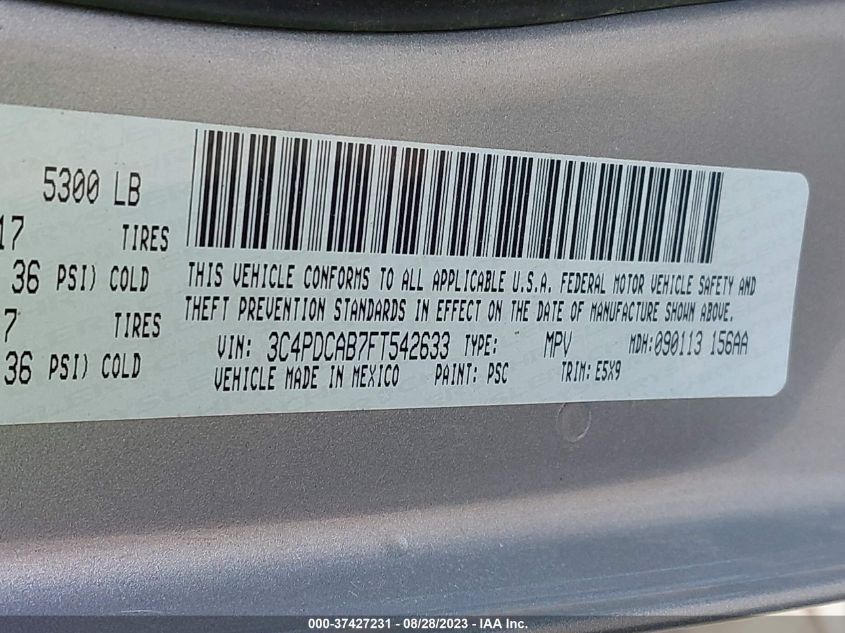 5300 LB
17 TIRES
36 PSI) COLD
7 TIRES
36 PSI) COLD
THIS VEHICLE CONFORMS TO ALL APPLICABLE U.S.A. FEDERAL MOTOR VEHICLE SAFETY AND
THEFT PREVENTION STANDARDS IN EFFECT ON THE DATE OF MANUFACTURE SHOWN ABOVE.
VIN: 3C4PDCAB7FT542633 TYPE: MPV MDH:090113 156AA
VEHICLE MADE IN MEXICO PAINT: PSC TRIM: E5X9
000-37427231 - 08/28/2023 - IAA Inc.